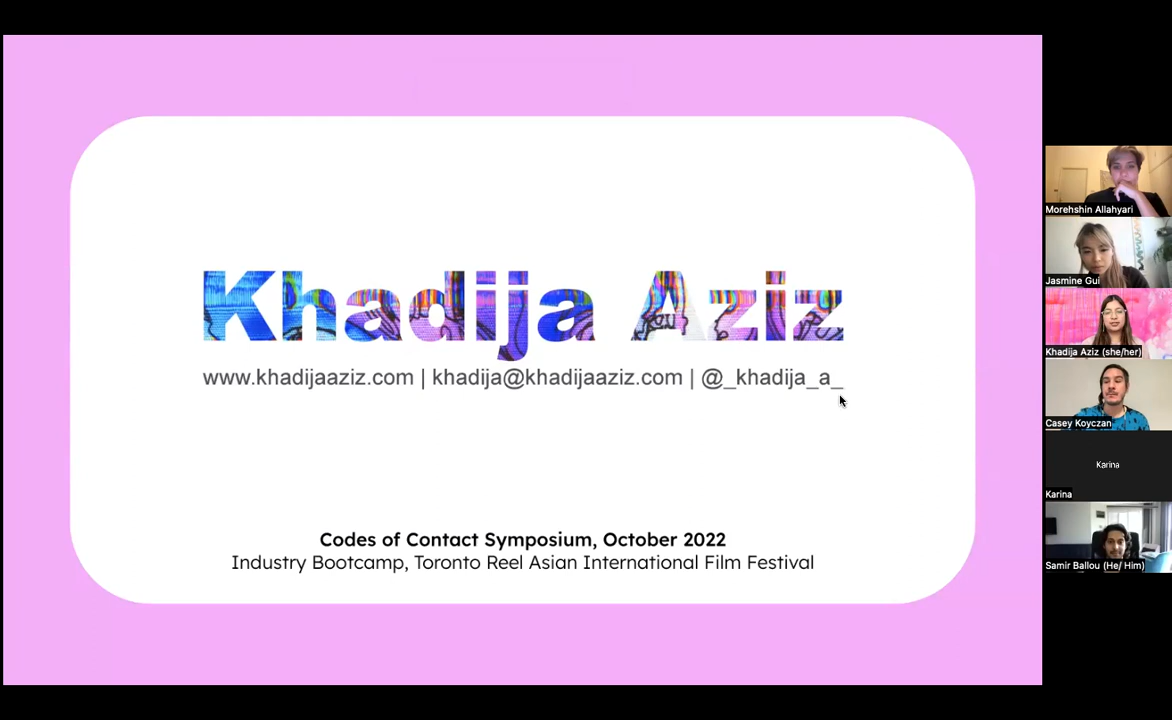 Khadija Aziz
www.khadijaaziz.com | khadija@khadijaaziz.com | @_khadija_a_
Codes of Contact Symposium, October 2022
Industry Bootcamp, Toronto Reel Asian International Film Festival
Morehshin Allahyari
Jasmine Gui
Khadija Aziz (she/her)
Casey Koyczan
Karina
Karina
Samir Ballou (He/ Him)